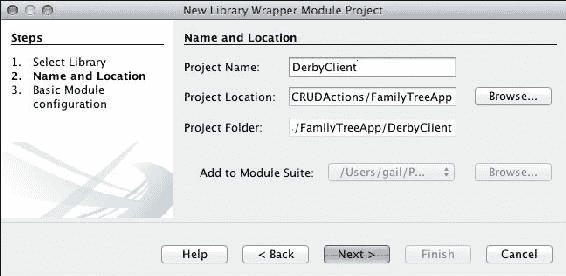 New Library Wrapper Module Project
Steps
1. Select Library
2. Name and Location
3. Basic Module
configuration
Name and Location
Project Name: DerbyClient
Project Location: CRUDActions/FamilyTreeApp Browse...
Project Folder: ./FamilyTreeApp/DerbyClient
Add to Module Suite: /Users/gail/P... Browse...
Help < Back Next > Finish Cancel